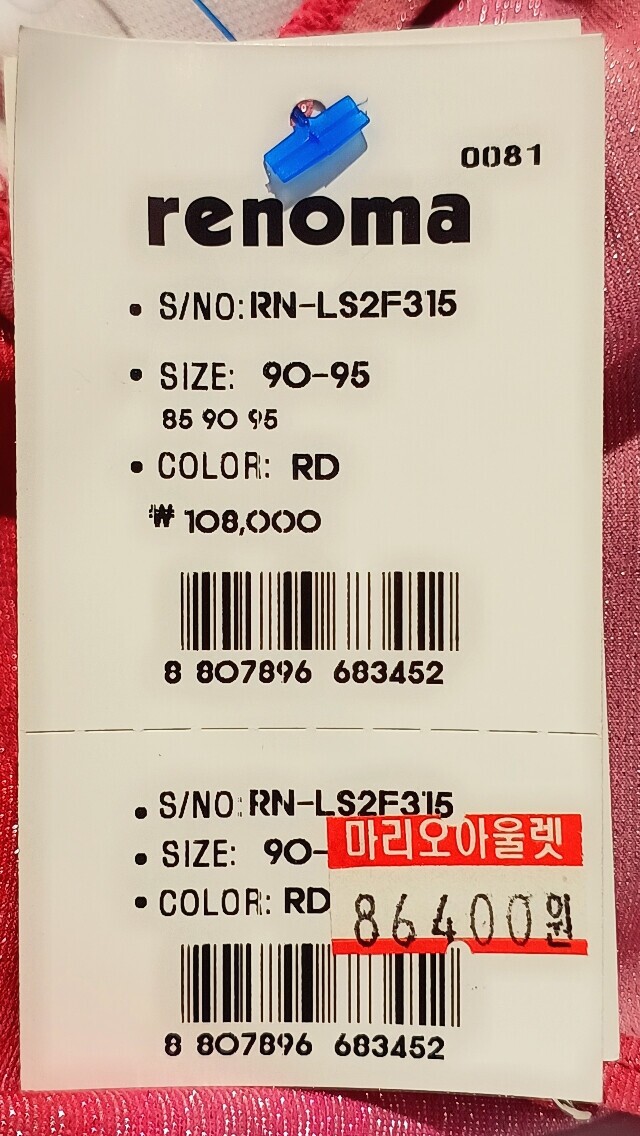 0081
renoma
• S/NO: RN-LS2F315
• SIZE: 90-95
85 90 95
• COLOR: RD
₩ 108,000
8 807896 683452
• S/NO: RN-LS2F315
• SIZE: 90-
마리오아울렛
• COLOR: RD
86400원
8 807896 683452